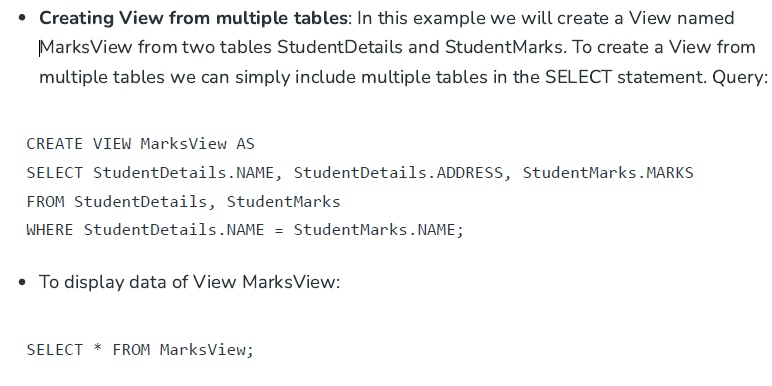 • Creating View from multiple tables: In this example we will create a View named
MarksView from two tables StudentDetails and StudentMarks. To create a View from
multiple tables we can simply include multiple tables in the SELECT statement. Query:
CREATE VIEW MarksView AS
SELECT StudentDetails.NAME, StudentDetails.ADDRESS, StudentMarks.MARKS
FROM StudentDetails, StudentMarks
WHERE StudentDetails.NAME = StudentMarks.NAME;
• To display data of View MarksView:
SELECT * FROM MarksView;